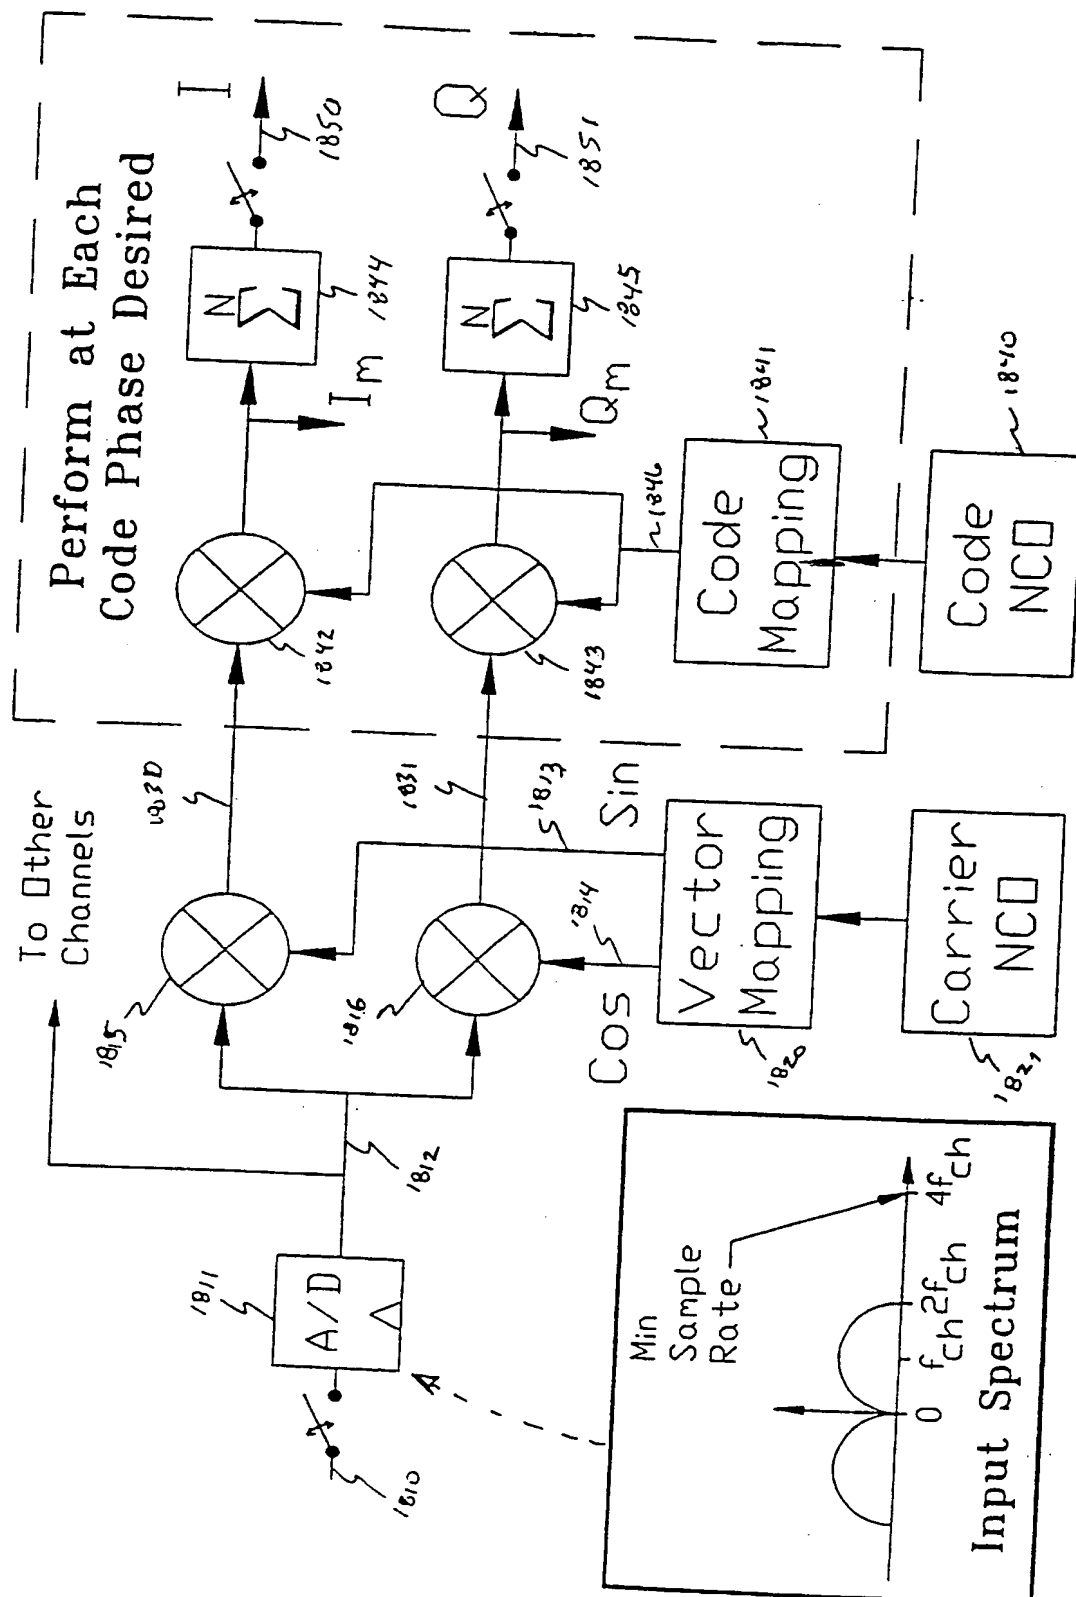 Perform at Each
Code Phase Desired
To Other
Channels
I
1850
N
Σ
1844
I m
1842
1830
1815
Q
1851
N
Σ
1845
Q m
1843
1831
1816
1846
Sin
1813
Cos
1814
1812
1811
A/D
1810
Code
Mapping
1841
Code
NCO
1840
Vector
Mapping
1820
Carrier
NCO
1821
Min
Sample
Rate
0
fch
2fch
4fch
Input Spectrum